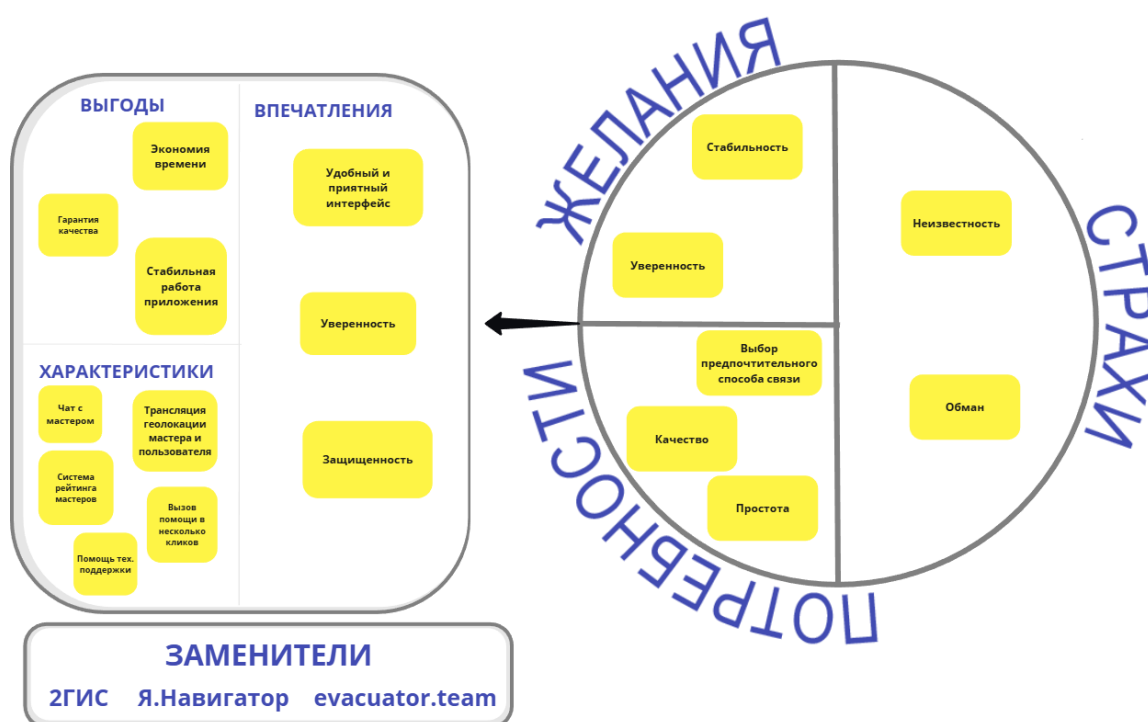 ВЫГОДЫ
Экономия
времени
Гарантия
качества
Стабильная
работа
приложения
ХАРАКТЕРИСТИКИ
Чат с
мастером
Трансляция
геолокации
мастера и
пользователя
Система
рейтинга
мастеров
Вызов
помощи в
несколько
кликов
Помощь тех.
поддержки
ВПЕЧАТЛЕНИЯ
Удобный и
приятный
интерфейс
Уверенность
Защищенность
ЖЕЛАНИЯ
Стабильность
Уверенность
СТРАХИ
Неизвестность
Обман
ПОТРЕБНОСТИ
Выбор
предпочтительного
способа связи
Качество
Простота
ЗАМЕНИТЕЛИ
2ГИС Я.Навигатор evacuator.team